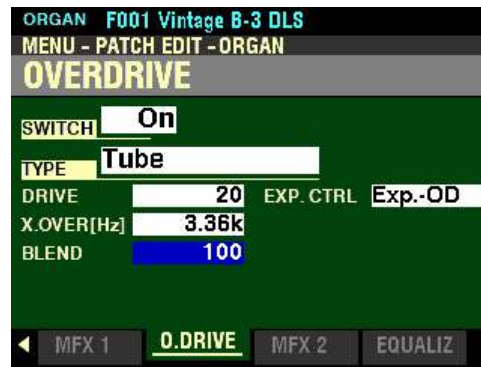 ORGAN F001 Vintage B-3 DLS
MENU - PATCH EDIT - ORGAN
OVERDRIVE
SWITCH On
TYPE Tube
DRIVE 20 EXP. CTRL Exp.-OD
X.OVER[Hz] 3.36k
BLEND 100
MFX 1 O.DRIVE MFX 2 EQUALIZ